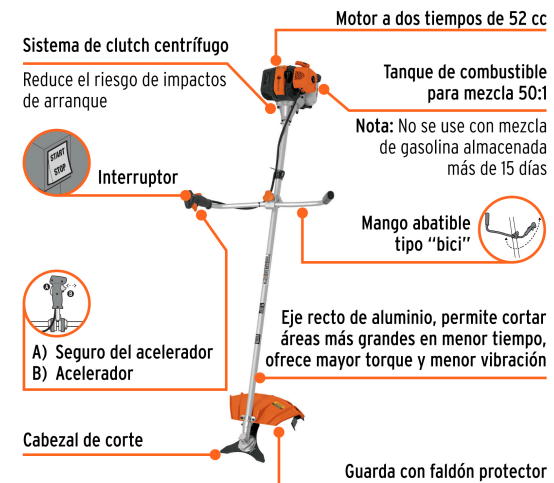 Motor a dos tiempos de 52 cc
Sistema de clutch centrífugo
Reduce el riesgo de impactos
de arranque
Tanque de combustible
para mezcla 50:1
Nota: No se use con mezcla
de gasolina almacenada
más de 15 días
START
STOP
Interruptor
Mango abatible
tipo “bici”
A
B
A) Seguro del acelerador
B) Acelerador
Eje recto de aluminio, permite cortar
áreas más grandes en menor tiempo,
ofrece mayor torque y menor vibración
Cabezal de corte
Guarda con faldón protector